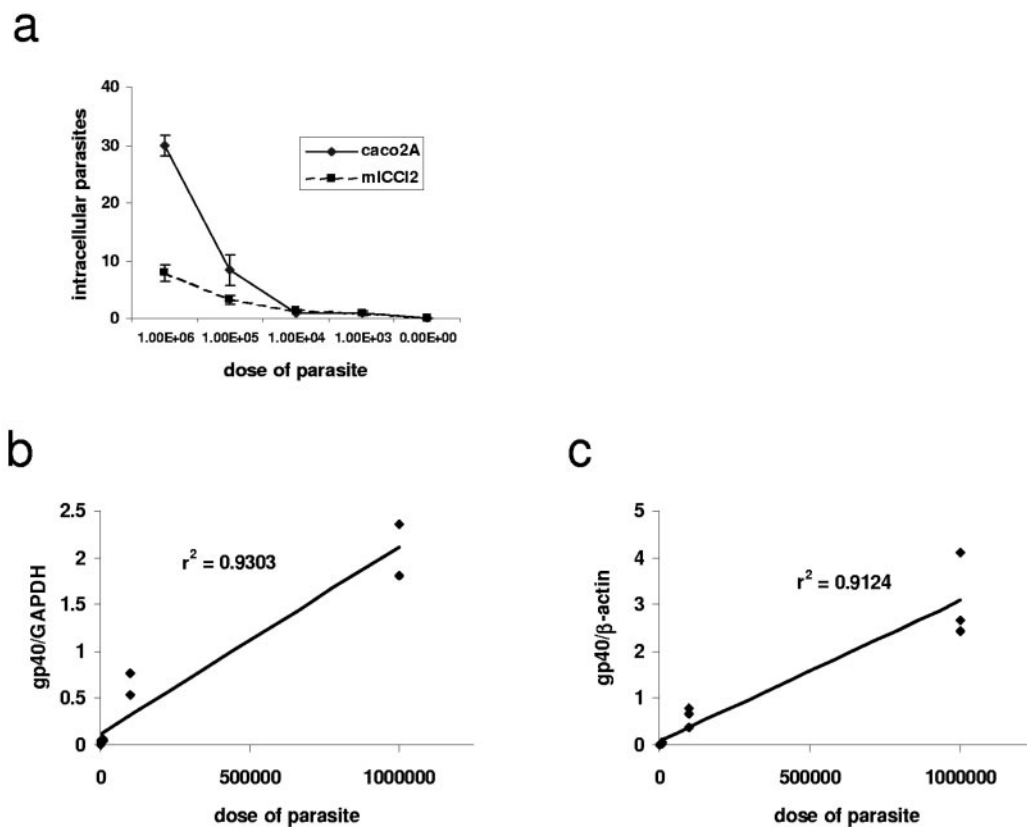 a
40
30
20
10
0
intracellular parasites
caco2A
mICCl2
1.00E+06 1.00E+05 1.00E+04 1.00E+03 0.00E+00
dose of parasite
b
2.5
2
1.5
1
0.5
0
gp40/GAPDH
r² = 0.9303
0 500000 1000000
dose of parasite
c
5
4
3
2
1
0
gp40/β-actin
r² = 0.9124
0 500000 1000000
dose of parasite